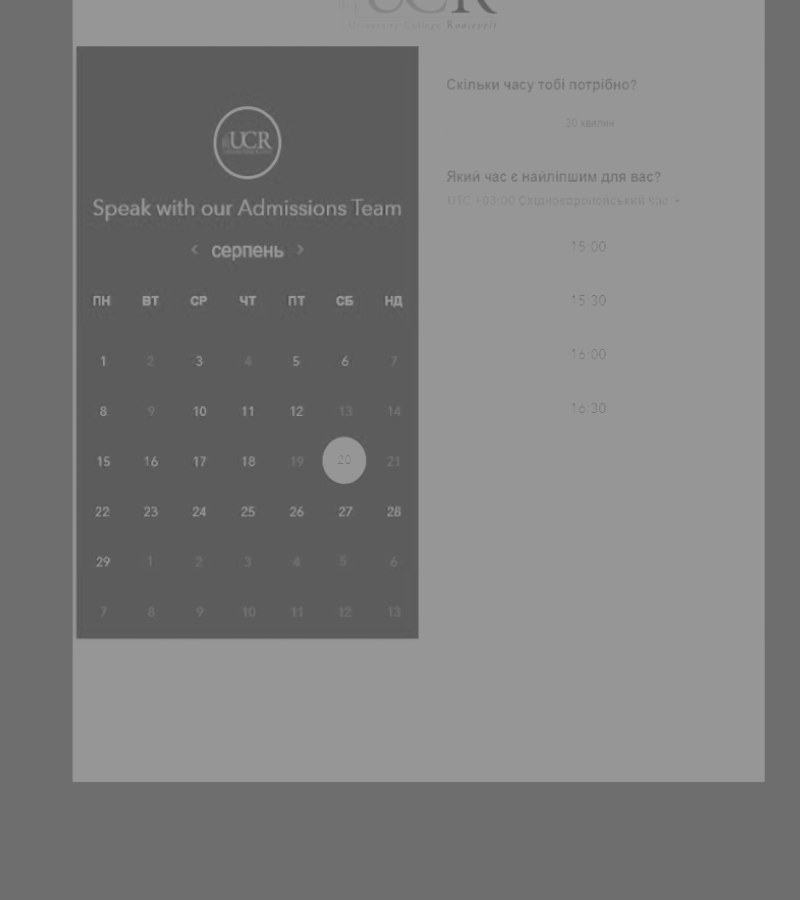 UCR
University College Roosevelt
UCR
Speak with our Admissions Team
‹ серпень ›
ПН ВТ СР ЧТ ПТ СБ НД
1 2 3 4 5 6 7
8 9 10 11 12 13 14
15 16 17 18 19 20 21
22 23 24 25 26 27 28
29 1 2 3 4 5 6
7 8 9 10 11 12 13
Скільки часу тобі потрібно?
30 хвилин
Який час є найліпшим для вас?
UTC +03:00 Східноєвропейський час
15:00
15:30
16:00
16:30